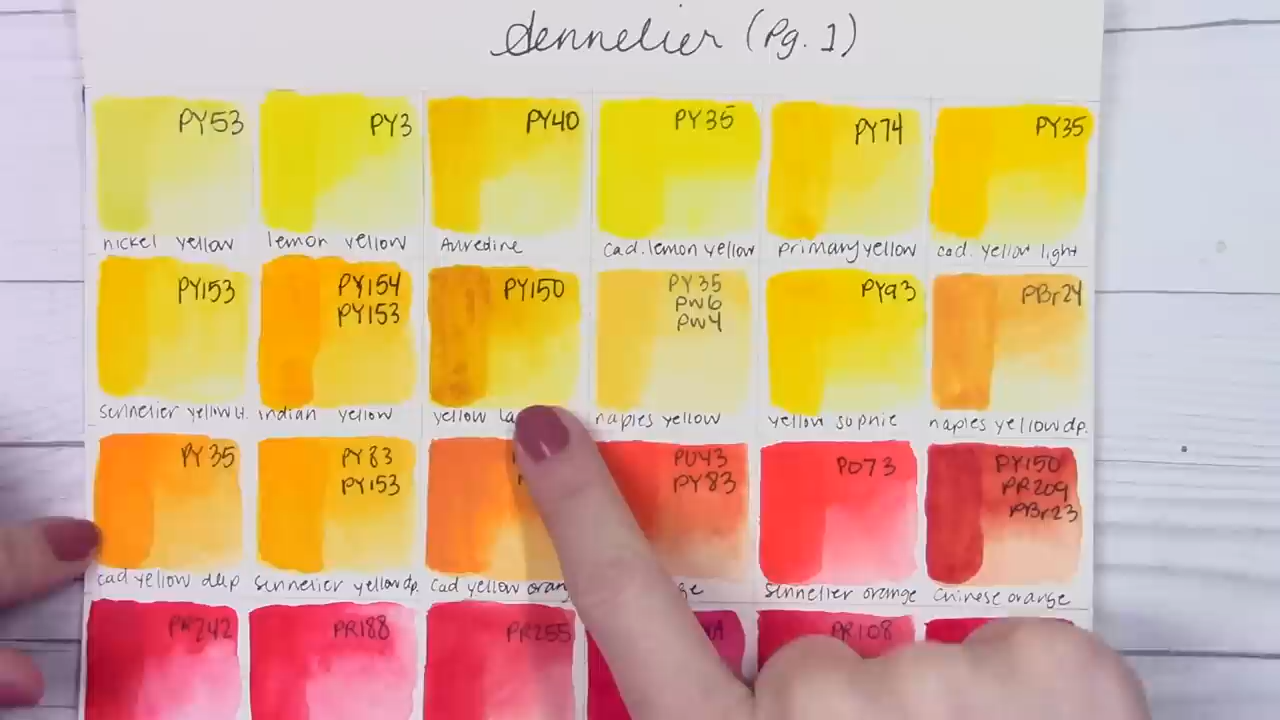 Sennelier (Pg. 1)
PY53
PY3
PY40
PY35
PY74
PY35
nickel yellow
lemon yellow
Auredine
cad. lemon yellow
primary yellow
cad. yellow light
PY153
PY154
PY153
PY150
PY35
PW6
PW4
PY93
PBr24
Sennelier yellow lt.
indian yellow
yellow
naples yellow
yellow sophie
naples yellow dp.
PY35
PY83
PY153
PO43
PY83
PO73
PY150
PR209
PBr23
cad yellow deep
Sennelier yellow dp.
Cad yellow
Sennelier orange
Chinese orange
PR242
PR188
PR255
PR108